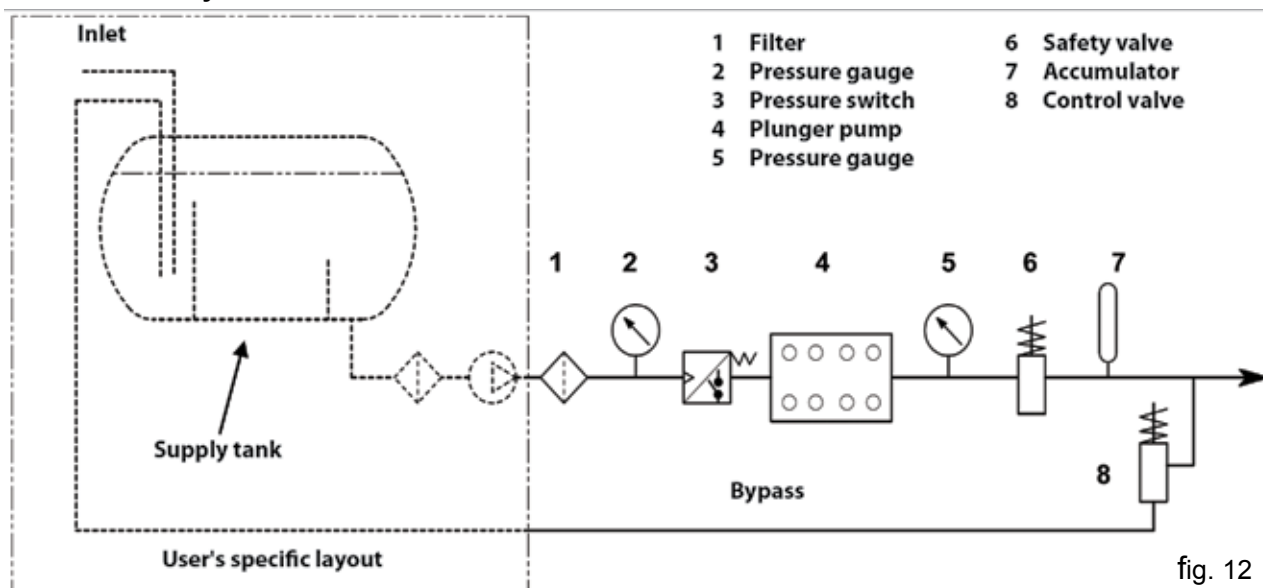 Inlet
1 Filter
2 Pressure gauge
3 Pressure switch
4 Plunger pump
5 Pressure gauge
6 Safety valve
7 Accumulator
8 Control valve
1 2 3 4 5 6 7
Supply tank
8
Bypass
User's specific layout
fig. 12